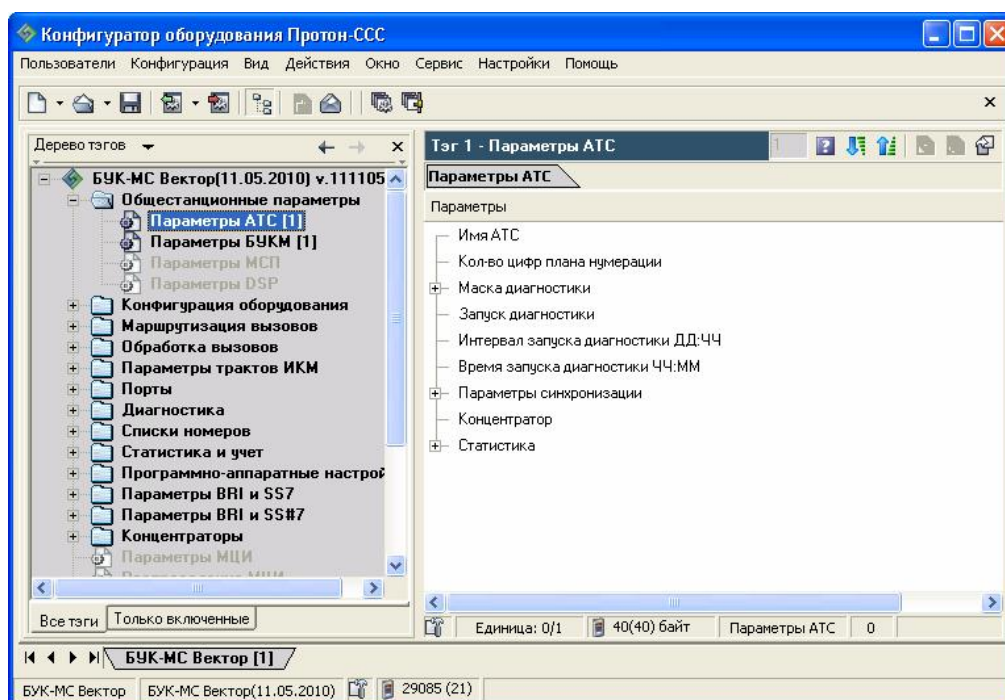 Конфигуратор оборудования Протон-ССС
Пользователи Конфигурация Вид Действия Окно Сервис Настройки Помощь
Дерево тэгов
БУК-МС Вектор(11.05.2010) v.111105
Общестанционные параметры
Параметры АТС [1]
Параметры БУКМ [1]
Параметры МСП
Параметры DSP
Конфигурация оборудования
Маршрутизация вызовов
Обработка вызовов
Параметры трактов ИКМ
Порты
Диагностика
Списки номеров
Статистика и учет
Программно-аппаратные настрой
Параметры BRI и SS7
Параметры BRI и SS#7
Концентраторы
Параметры МЦИ
Все тэги Только включенные
Тэг 1 - Параметры АТС 1
Параметры АТС
Параметры
Имя АТС
Кол-во цифр плана нумерации
Маска диагностики
Запуск диагностики
Интервал запуска диагностики ДД:ЧЧ
Время запуска диагностики ЧЧ:ММ
Параметры синхронизации
Концентратор
Статистика
Единица: 0/1 40(40) байт Параметры АТС 0
БУК-МС Вектор [1]
БУК-МС Вектор БУК-МС Вектор(11.05.2010) 29085 (21)